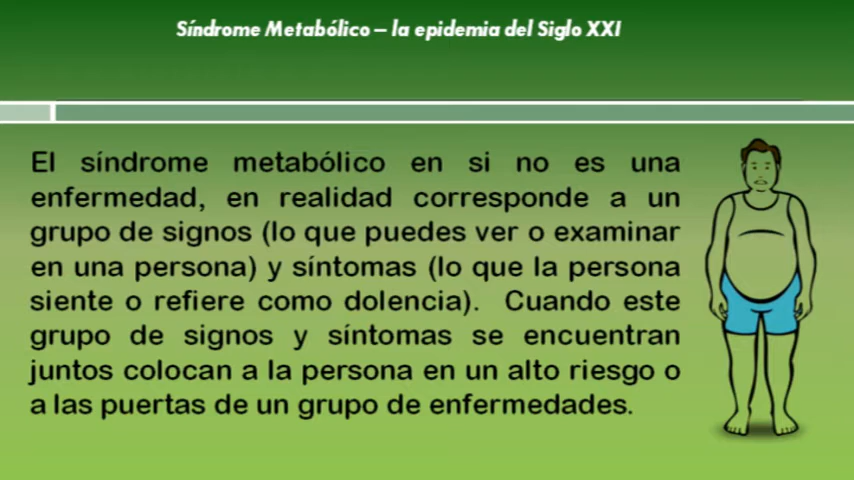 Síndrome Metabólico – la epidemia del Siglo XXI
El síndrome metabólico en si no es una
enfermedad, en realidad corresponde a un
grupo de signos (lo que puedes ver o examinar
en una persona) y síntomas (lo que la persona
siente o refiere como dolencia). Cuando este
grupo de signos y síntomas se encuentran
juntos colocan a la persona en un alto riesgo o
a las puertas de un grupo de enfermedades.